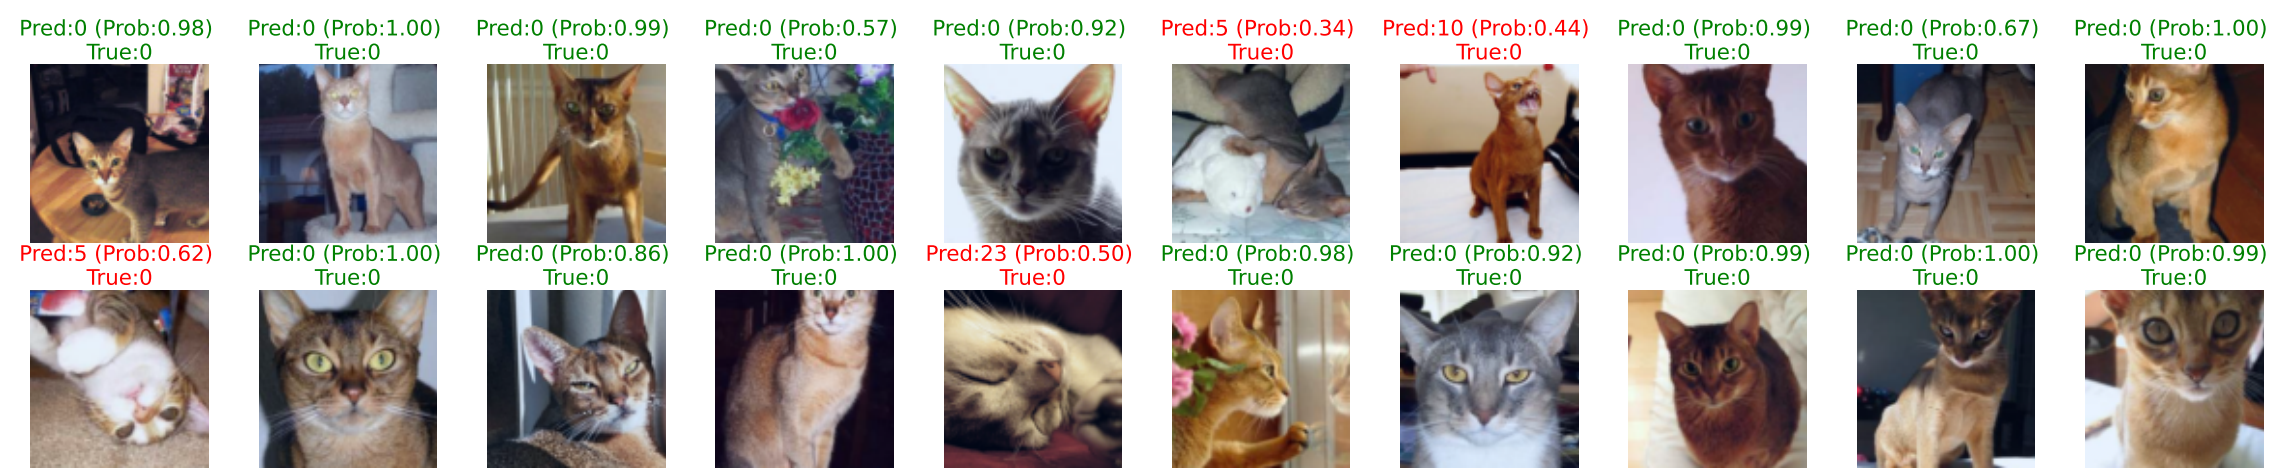 Pred:0 (Prob:0.98)
True:0
Pred:0 (Prob:1.00)
True:0
Pred:0 (Prob:0.99)
True:0
Pred:0 (Prob:0.57)
True:0
Pred:0 (Prob:0.92)
True:0
Pred:5 (Prob:0.34)
True:0
Pred:10 (Prob:0.44)
True:0
Pred:0 (Prob:0.99)
True:0
Pred:0 (Prob:0.67)
True:0
Pred:0 (Prob:1.00)
True:0
Pred:5 (Prob:0.62)
True:0
Pred:0 (Prob:1.00)
True:0
Pred:0 (Prob:0.86)
True:0
Pred:0 (Prob:1.00)
True:0
Pred:23 (Prob:0.50)
True:0
Pred:0 (Prob:0.98)
True:0
Pred:0 (Prob:0.92)
True:0
Pred:0 (Prob:0.99)
True:0
Pred:0 (Prob:1.00)
True:0
Pred:0 (Prob:0.99)
True:0